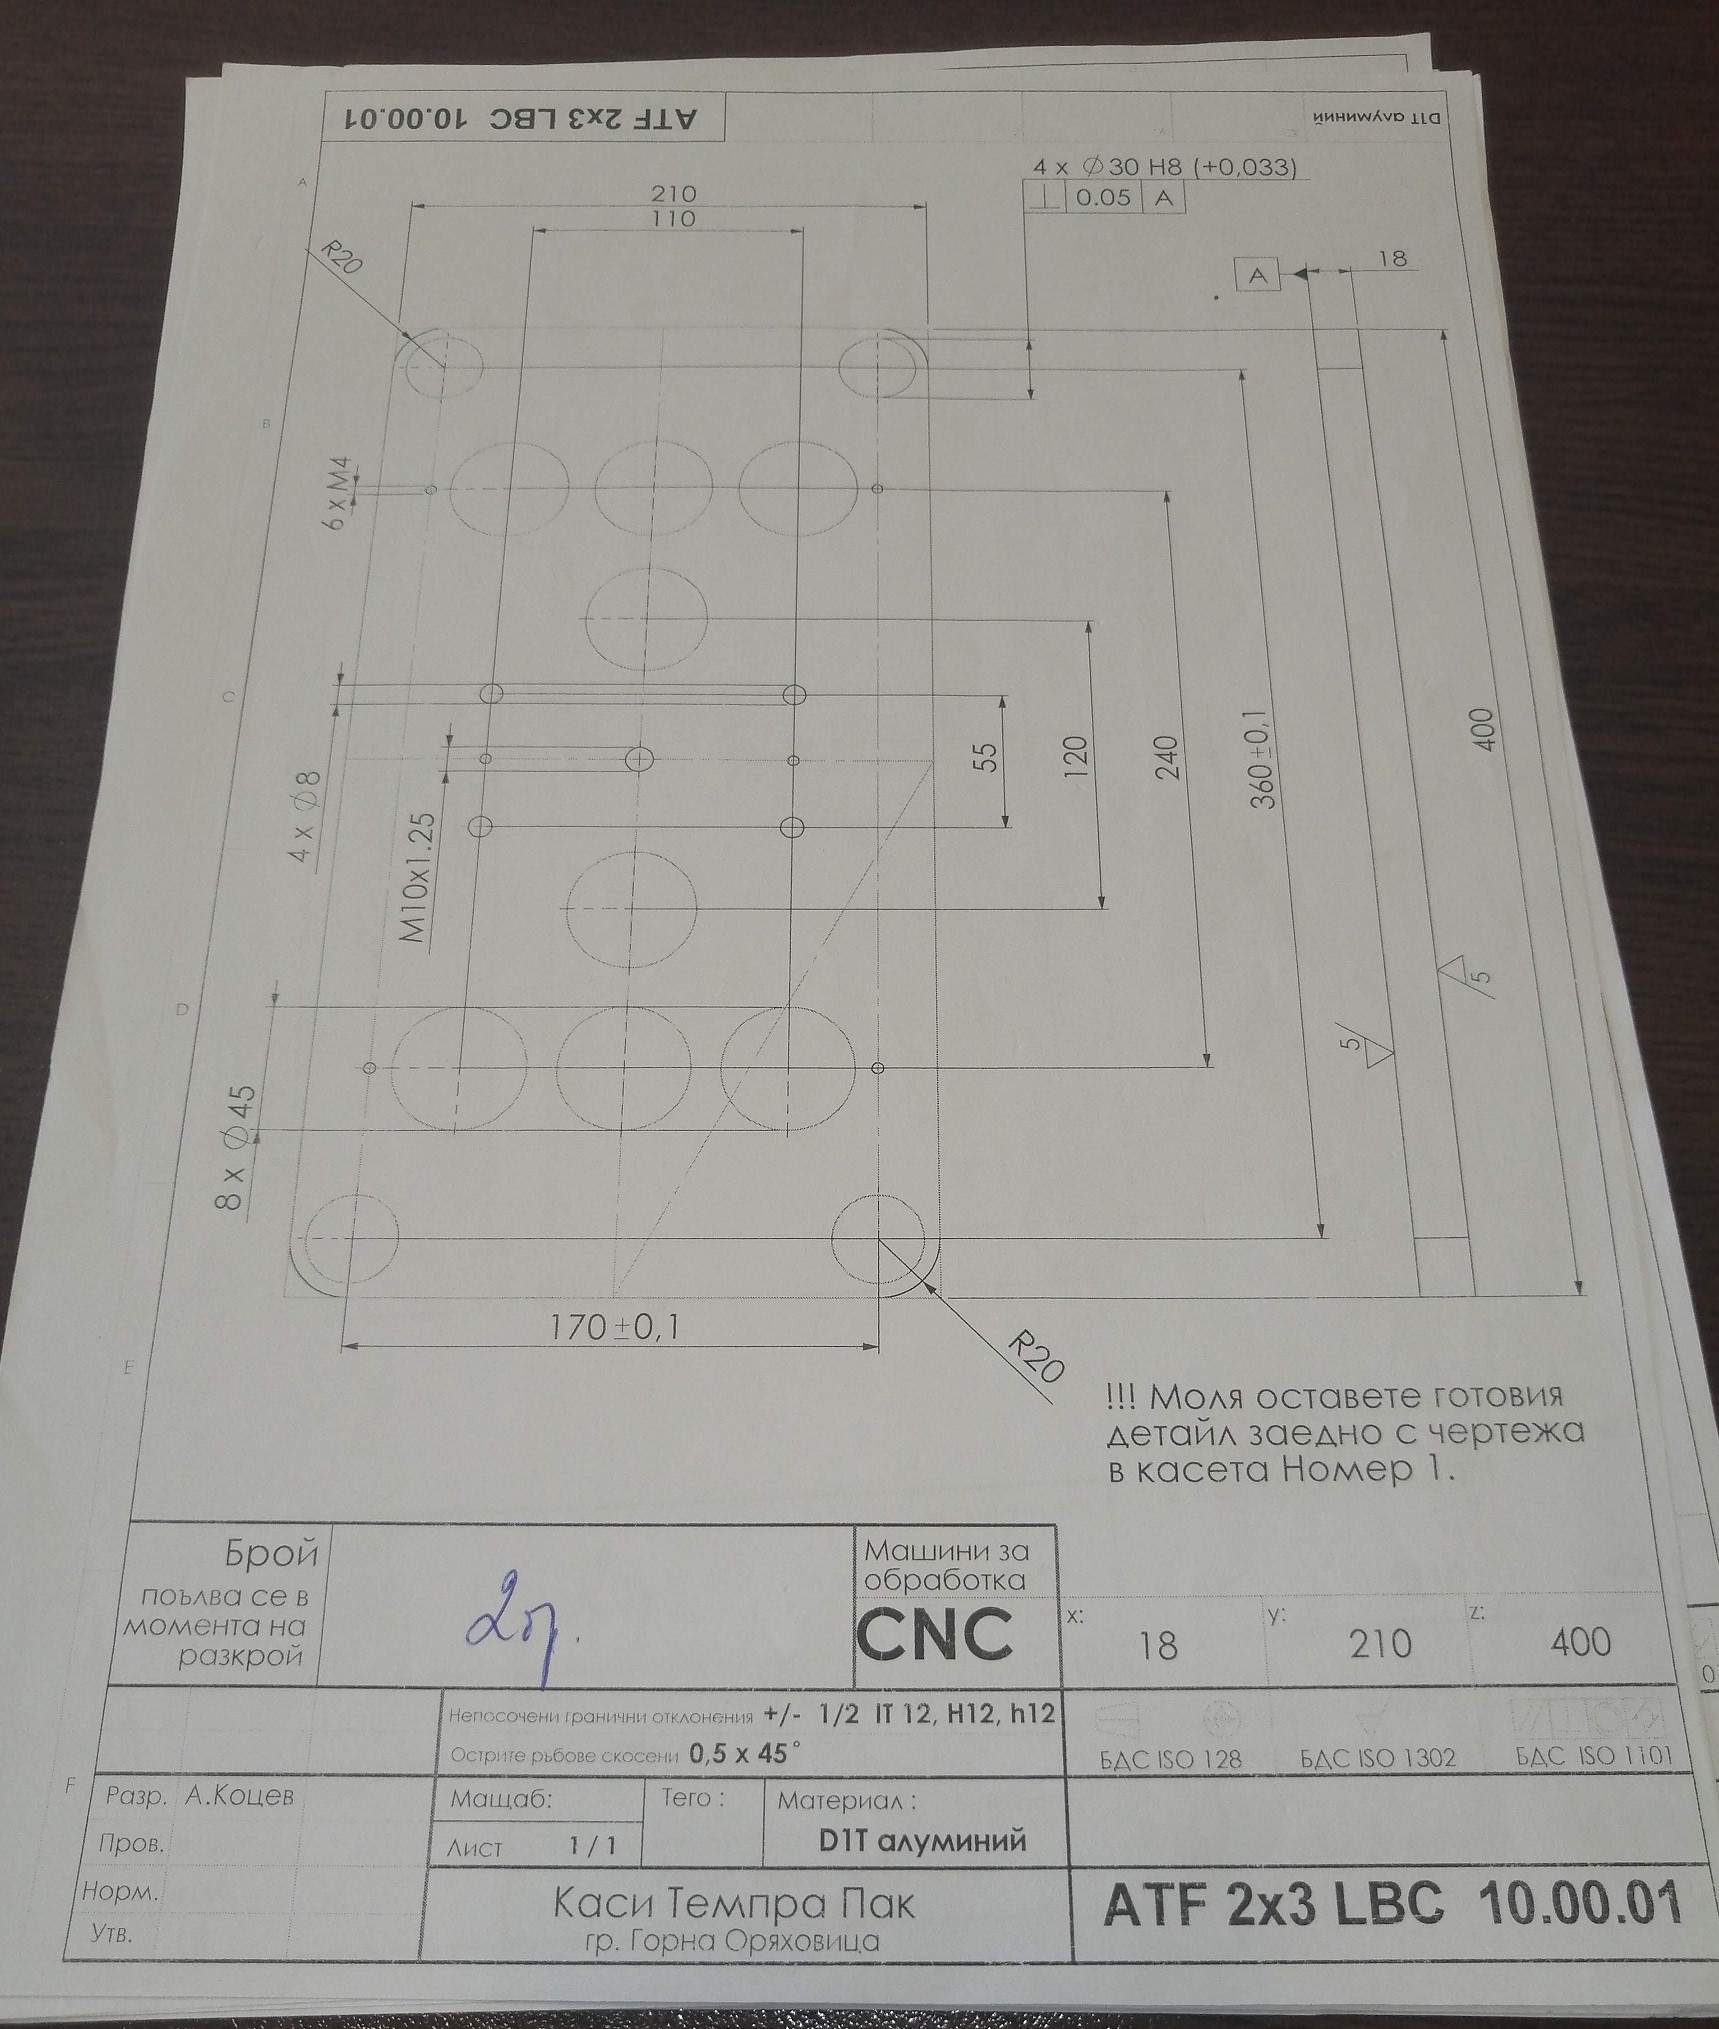 ATF 2x3 LBC 10.00.01
D1T алуминий
4 x ∅30 H8 (+0,033)
⊥ 0.05 A
210
110
R20
A
18
A
B
6 x M4
C
4 x ∅8
M10x1.25
55
120
240
360±0,1
400
D
8 x ∅45
5
5
170±0,1
R20
E
!!! Моля оставете готовия
детайл заедно с чертежа
в касета Номер 1.
Брой
поълва се в
момента на
разкрой
2бр.
Машини за
обработка
CNC
x: 18
y: 210
z: 400
Непосочени гранични отклонения +/- 1/2 IT 12, H12, h12
Острите ръбове скосени 0,5 x 45°
БДС ISO 128
БДС ISO 1302
БДС ISO 1101
F
Разр. А.Коцев
Мащаб:
Тего :
Материал :
D1T алуминий
Пров.
Лист 1 / 1
Норм.
Утв.
Каси Темпра Пак
гр. Горна Оряховица
ATF 2x3 LBC 10.00.01